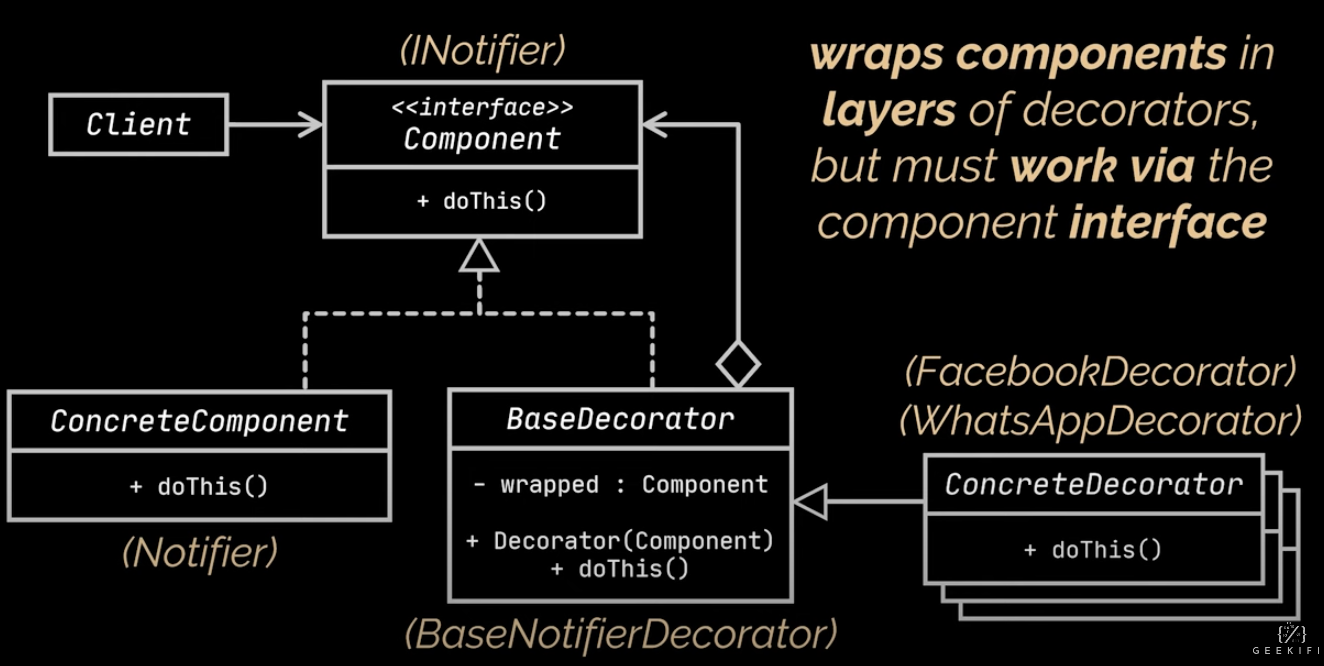 (INotifier)
<<interface>>
Component
+ doThis()
Client
wraps components in
layers of decorators,
but must work via the
component interface
ConcreteComponent
+ doThis()
(Notifier)
BaseDecorator
- wrapped : Component
+ Decorator(Component)
+ doThis()
(BaseNotifierDecorator)
(FacebookDecorator)
(WhatsAppDecorator)
ConcreteDecorator
+ doThis()
GEEKIFI